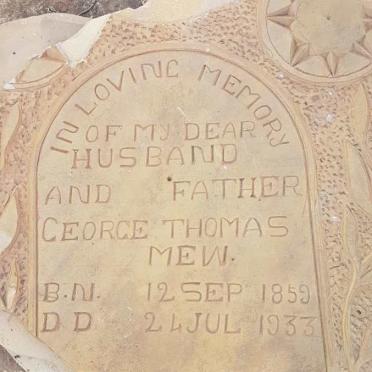 IN LOVING MEMORY
OF MY DEAR
HUSBAND
AND FATHER
GEORGE THOMAS
MEW.
B.N. 12 SEP 1859
D D 24 JUL 1933